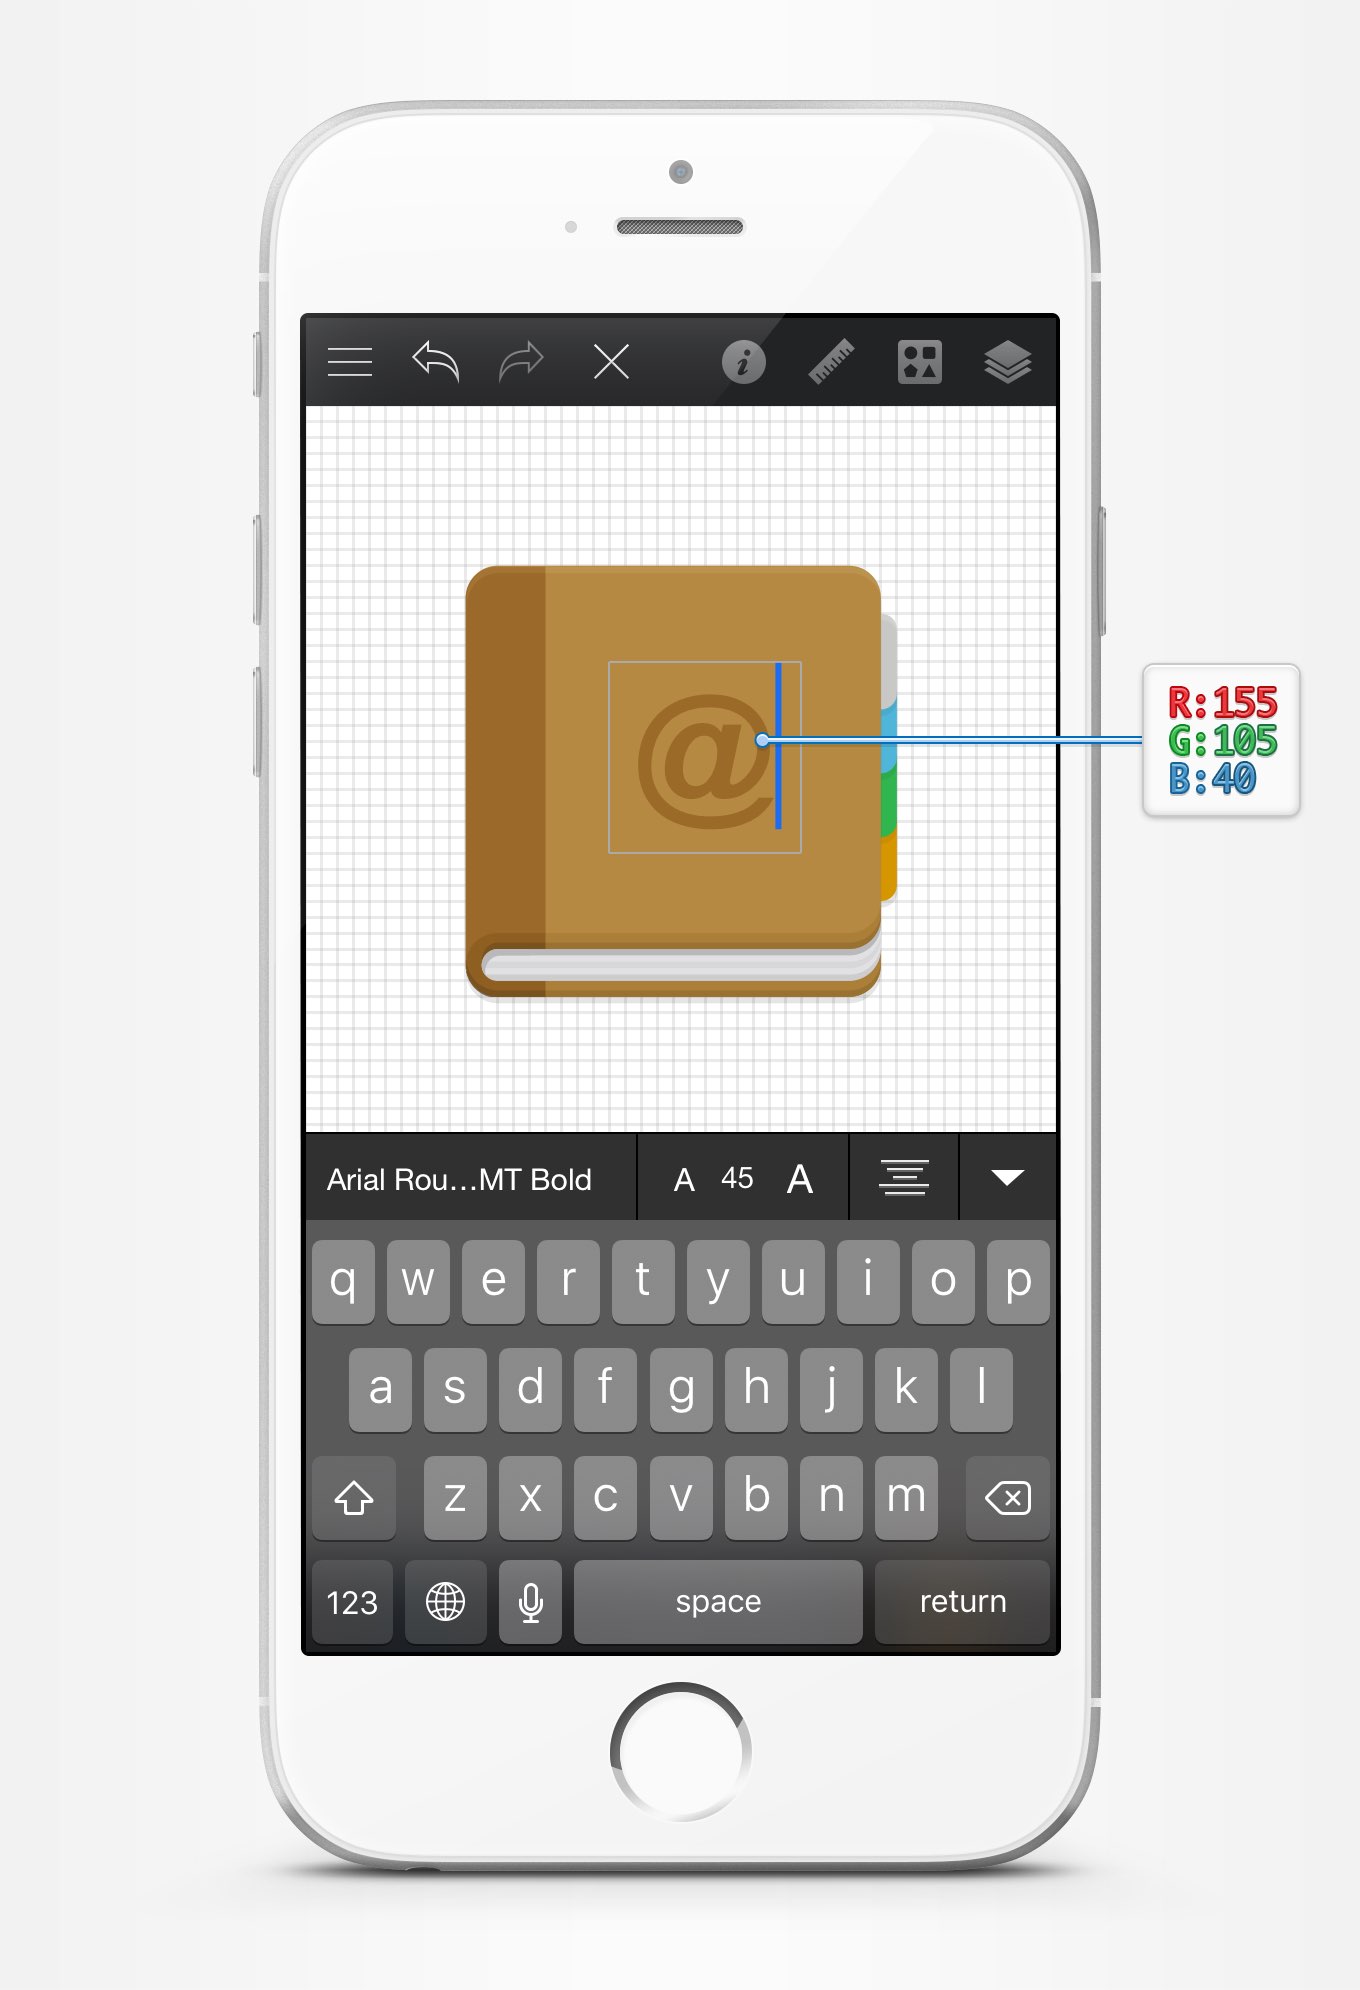 @
R:155
G:105
B:40
Arial Rou...MT Bold A 45 A
q w e r t y u i o p
a s d f g h j k l
z x c v b n m
123 space return